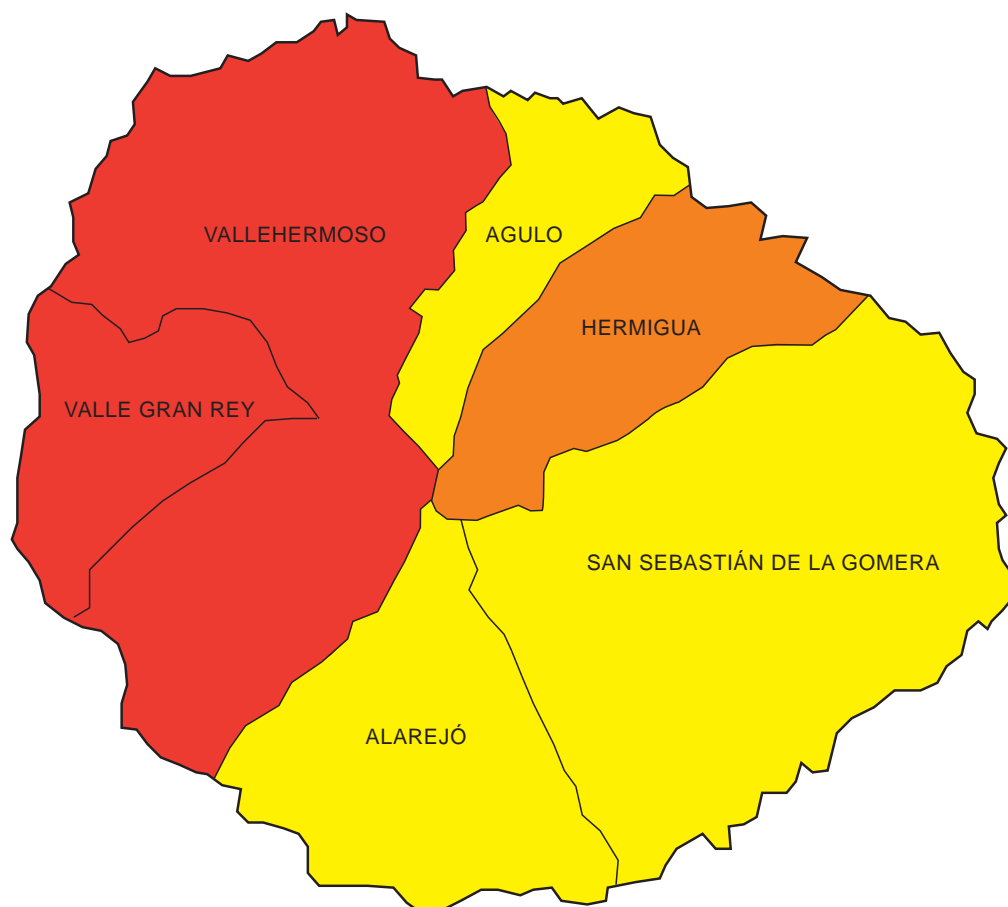 VALLEHERMOSO
AGULO
HERMIGUA
VALLE GRAN REY
SAN SEBASTIÁN DE LA GOMERA
ALAREJÓ